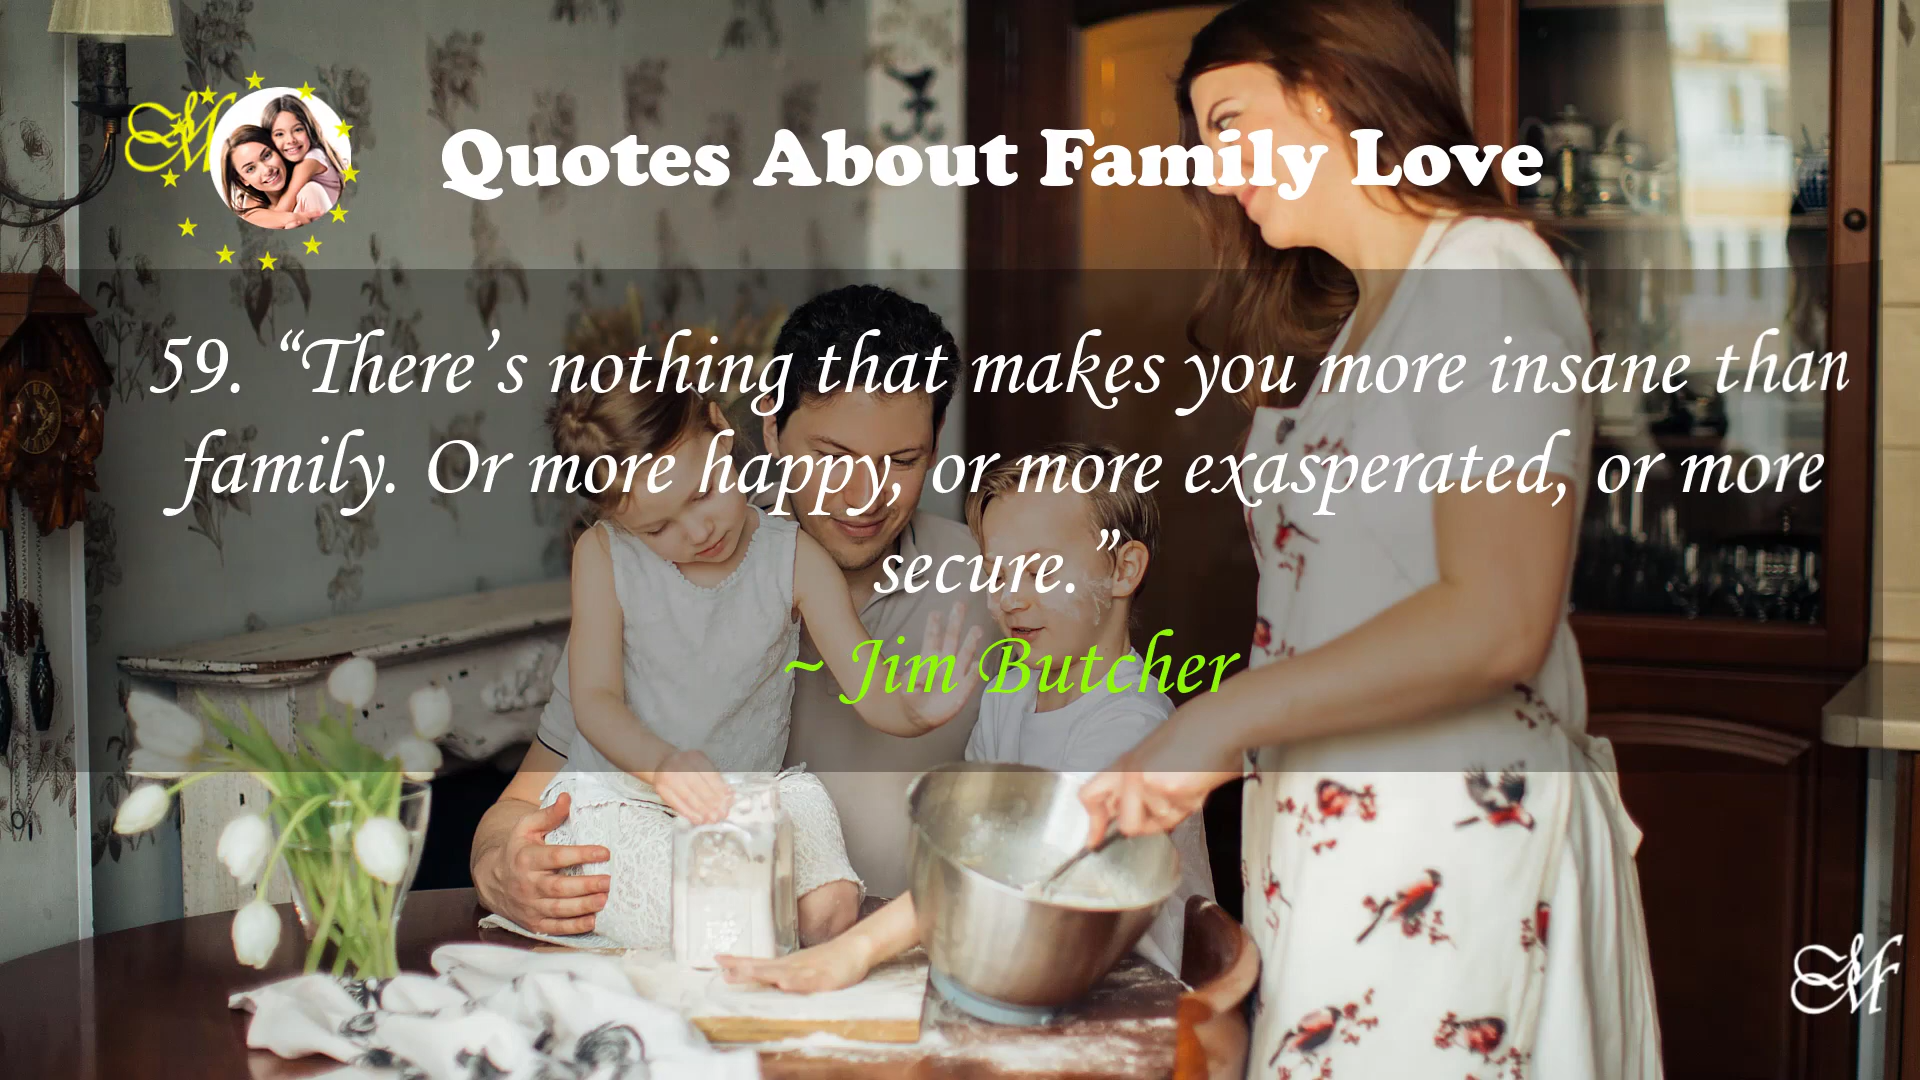 Quotes About Family Love
59. “There’s nothing that makes you more insane than
family. Or more happy, or more exasperated, or more
secure.”
~ Jim Butcher